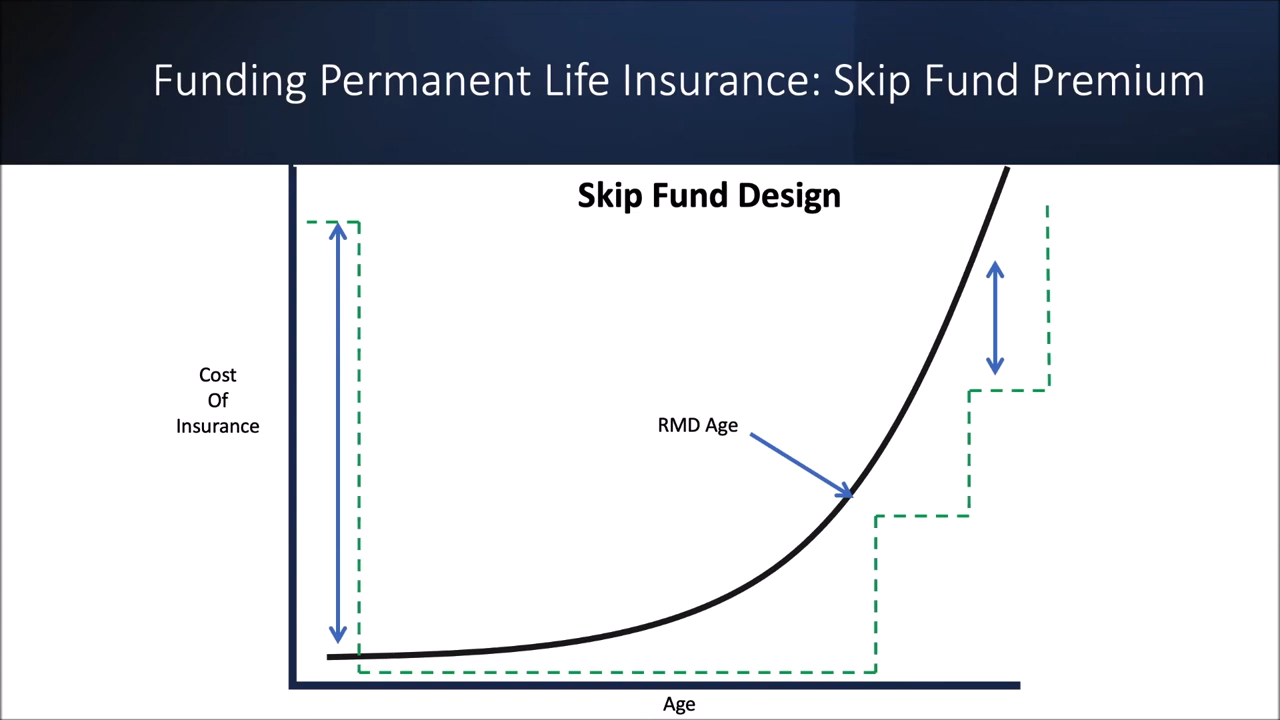 Funding Permanent Life Insurance: Skip Fund Premium
Skip Fund Design
Cost
Of
Insurance
RMD Age
Age